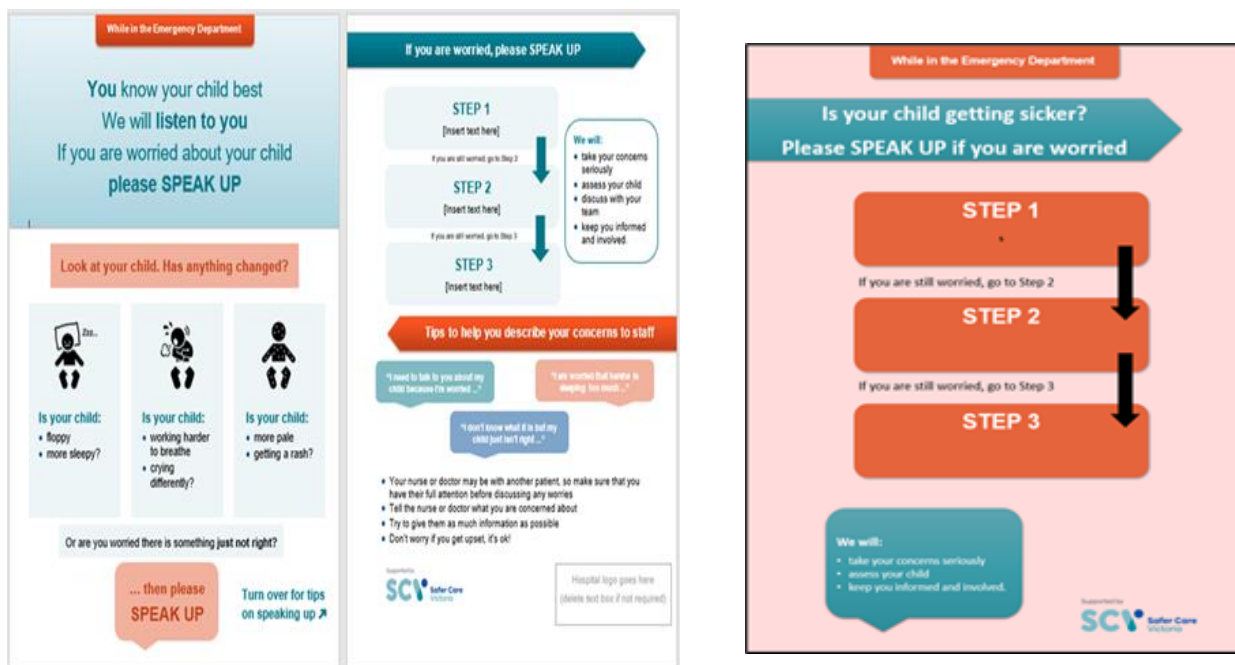 While in the Emergency Department
You know your child best
We will listen to you
If you are worried about your child
please SPEAK UP
Look at your child. Has anything changed?
Zzz...
Is your child:
• floppy
• more sleepy?
Is your child:
• working harder
to breathe
• crying
differently?
Is your child:
• more pale
• getting a rash?
Or are you worried there is something just not right?
... then please
SPEAK UP
Turn over for tips
on speaking up ↗
If you are worried, please SPEAK UP
STEP 1
[Insert text here]
If you are still worried, go to Step 2
STEP 2
[Insert text here]
If you are still worried, go to Step 3
STEP 3
[Insert text here]
We will:
• take your concerns
seriously
• assess your child
• discuss with your
team
• keep you informed
and involved.
Tips to help you describe your concerns to staff
"I need to talk to you about my
child because I'm worried ..."
"I am worried that he/she is
sleeping too much ..."
"I don't know what it is but my
child just isn't right ..."
• Your nurse or doctor may be with another patient, so make sure that you
have their full attention before discussing any worries
• Tell the nurse or doctor what you are concerned about
• Try to give them as much information as possible
• Don't worry if you get upset, it's ok!
Supported by
SCV Safer Care
Victoria
Hospital logo goes here
(delete text box if not required)
While in the Emergency Department
Is your child getting sicker?
Please SPEAK UP if you are worried
STEP 1
If you are still worried, go to Step 2
STEP 2
If you are still worried, go to Step 3
STEP 3
We will:
• take your concerns seriously
• assess your child
• keep you informed and involved.
Supported by
SCV Safer Care
Victoria